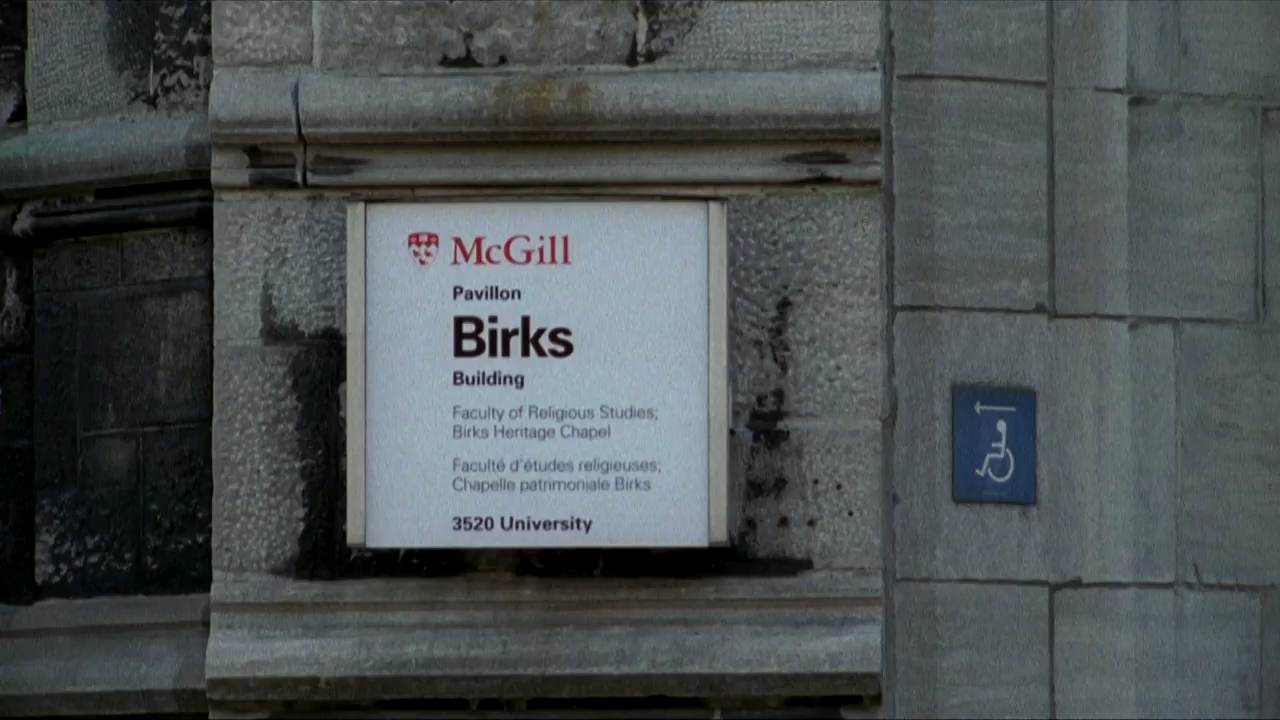 McGill
Pavillon
Birks
Building
Faculty of Religious Studies;
Birks Heritage Chapel
Faculté d'études religieuses;
Chapelle patrimoniale Birks
3520 University